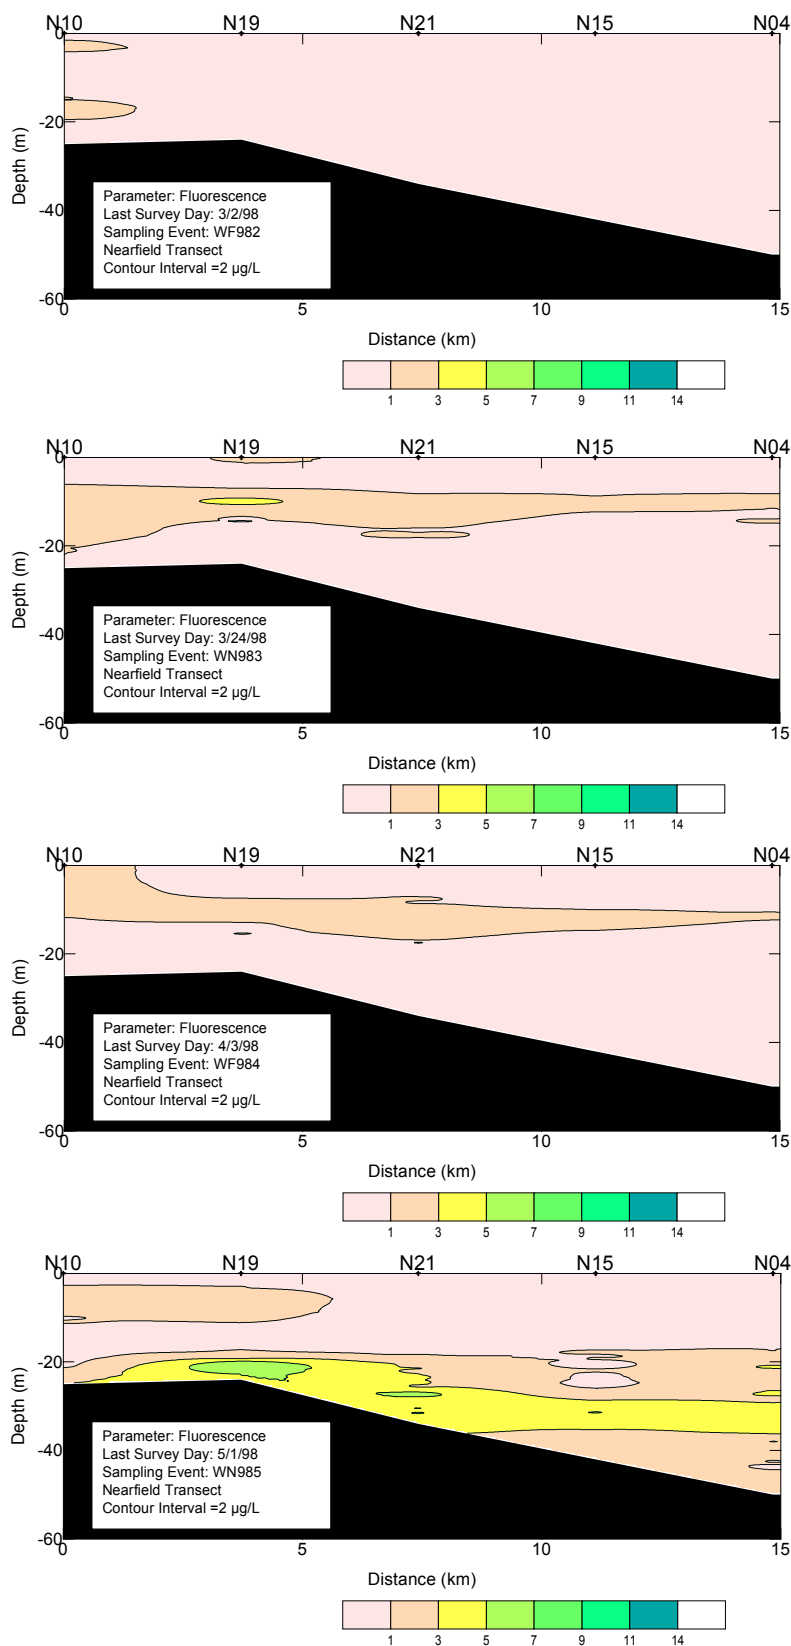 N10 N19 N21 N15 N04
0
-20
-40
-60
Depth (m)
Parameter: Fluorescence
Last Survey Day: 3/2/98
Sampling Event: WF982
Nearfield Transect
Contour Interval =2 µg/L
0 5 10 15
Distance (km)
1 3 5 7 9 11 14
N10 N19 N21 N15 N04
0
-20
-40
-60
Depth (m)
Parameter: Fluorescence
Last Survey Day: 3/24/98
Sampling Event: WN983
Nearfield Transect
Contour Interval =2 µg/L
0 5 10 15
Distance (km)
1 3 5 7 9 11 14
N10 N19 N21 N15 N04
0
-20
-40
-60
Depth (m)
Parameter: Fluorescence
Last Survey Day: 4/3/98
Sampling Event: WF984
Nearfield Transect
Contour Interval =2 µg/L
0 5 10 15
Distance (km)
1 3 5 7 9 11 14
N10 N19 N21 N15 N04
0
-20
-40
-60
Depth (m)
Parameter: Fluorescence
Last Survey Day: 5/1/98
Sampling Event: WN985
Nearfield Transect
Contour Interval =2 µg/L
0 5 10 15
Distance (km)
1 3 5 7 9 11 14